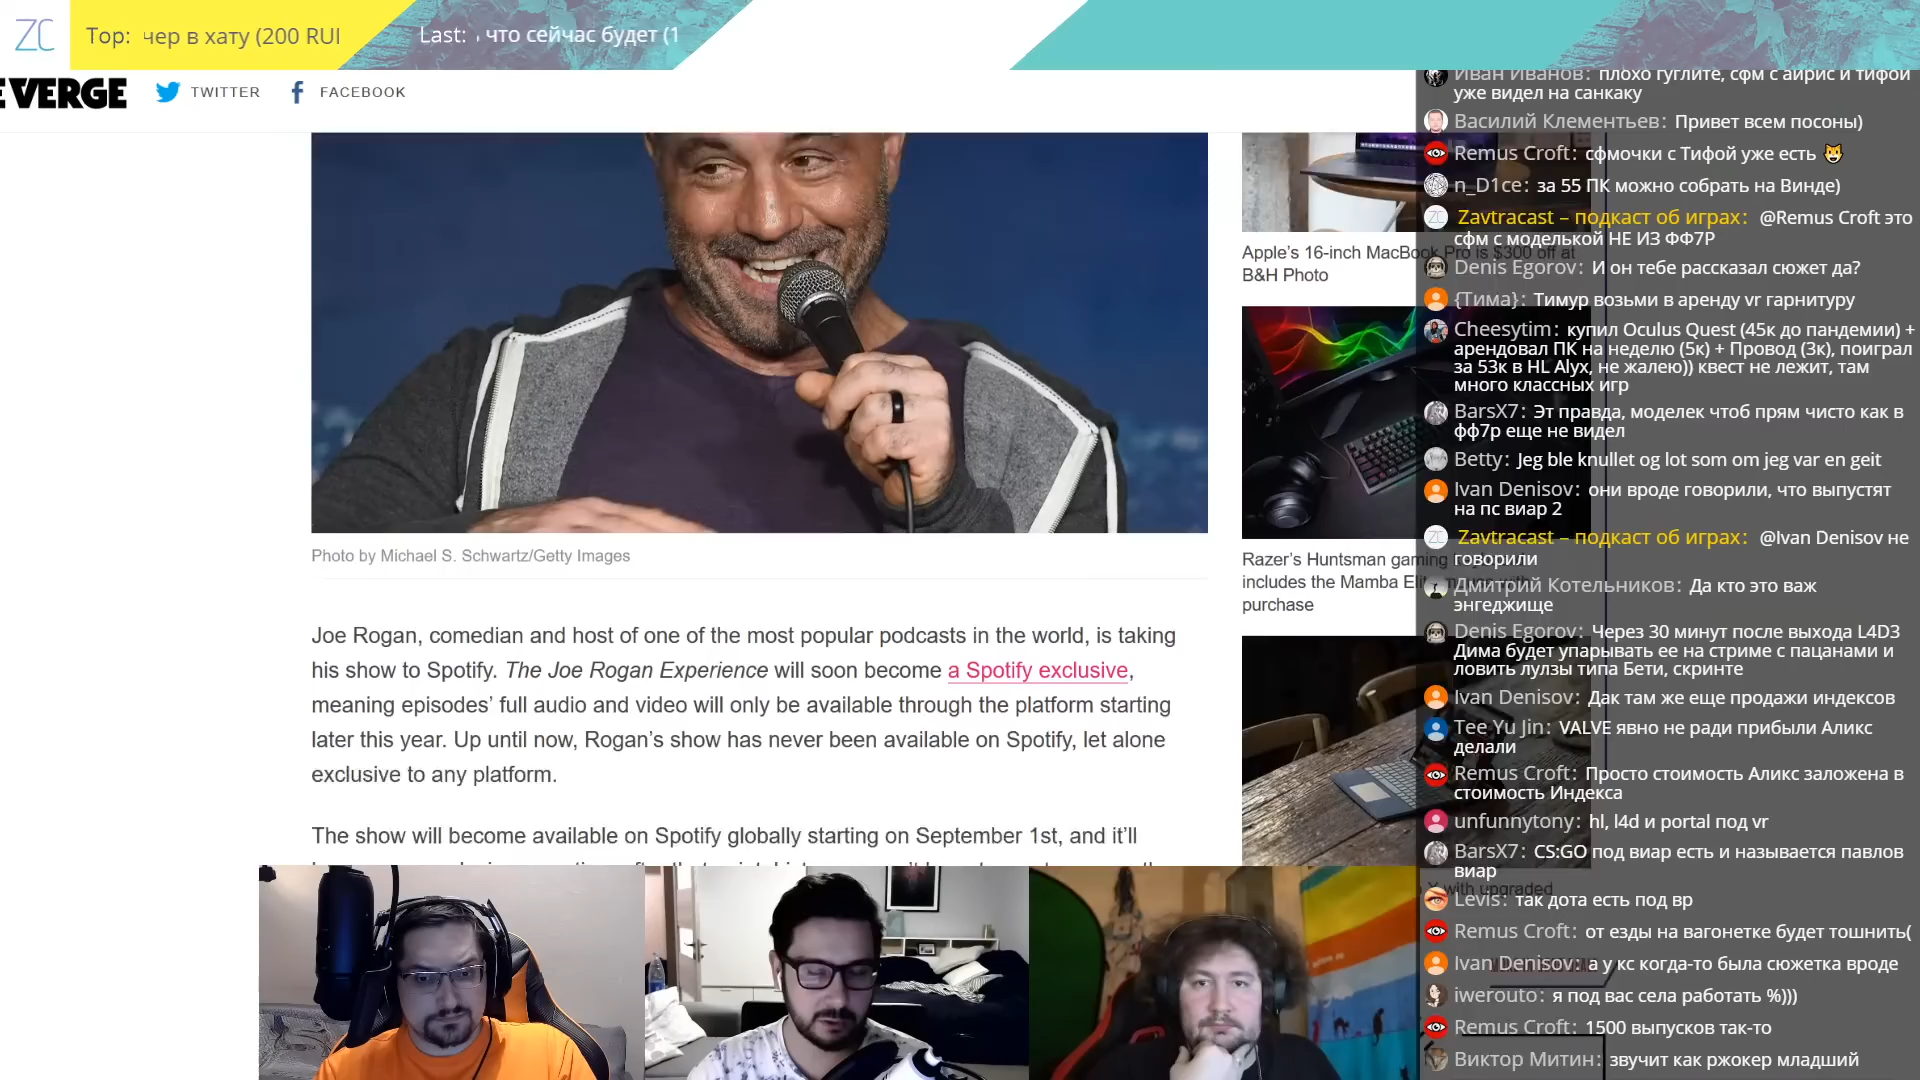 ZC
Top: чер в хату (200 RUI
Last: что сейчас будет (1
E VERGE
TWITTER
FACEBOOK
Photo by Michael S. Schwartz/Getty Images
Joe Rogan, comedian and host of one of the most popular podcasts in the world, is taking
his show to Spotify. The Joe Rogan Experience will soon become a Spotify exclusive,
meaning episodes’ full audio and video will only be available through the platform starting
later this year. Up until now, Rogan’s show has never been available on Spotify, let alone
exclusive to any platform.
The show will become available on Spotify globally starting on September 1st, and it’ll
Apple’s 16-inch MacBook Pro is $300 off at
B&H Photo
Razer’s Huntsman gaming
includes the Mamba Elite mouse with
purchase
with upgraded
Иван Иванов: плохо гуглите, сфм с айрис и тифой
уже видел на санкаку
Василий Клементьев: Привет всем посоны)
Remus Croft: сфмочки с Тифой уже есть
n_D1ce: за 55 ПК можно собрать на Винде)
Zavtracast – подкаст об играх: @Remus Croft это
сфм с моделькой НЕ ИЗ ФФ7Р
Denis Egorov: И он тебе рассказал сюжет да?
{Тима}: Тимур возьми в аренду vr гарнитуру
Cheesytim: купил Oculus Quest (45к до пандемии) +
арендовал ПК на неделю (5к) + Провод (3к), поиграл
за 53к в HL Alyx, не жалею)) квест не лежит, там
много классных игр
BarsX7: Эт правда, моделек чтоб прям чисто как в
фф7р еще не видел
Betty: Jeg ble knullet og lot som om jeg var en geit
Ivan Denisov: они вроде говорили, что выпустят
на пс виар 2
Zavtracast – подкаст об играх: @Ivan Denisov не
говорили
Дмитрий Котельников: Да кто это важ
энгеджище
Denis Egorov: Через 30 минут после выхода L4D3
Дима будет упарывать ее на стриме с пацанами и
ловить лулзы типа Бети, скринте
Ivan Denisov: Дак там же еще продажи индексов
Tee Yu Jin: VALVE явно не ради прибыли Аликс
делали
Remus Croft: Просто стоимость Аликс заложена в
стоимость Индекса
unfunnytony: hl, l4d и portal под vr
BarsX7: CS:GO под виар есть и называется павлов
виар
Levis: так дота есть под вр
Remus Croft: от езды на вагонетке будет тошнить(
Ivan Denisov: а у кс когда-то была сюжетка вроде
iwerouto: я под вас села работать %)))
Remus Croft: 1500 выпусков так-то
Виктор Митин: звучит как ржокер младший